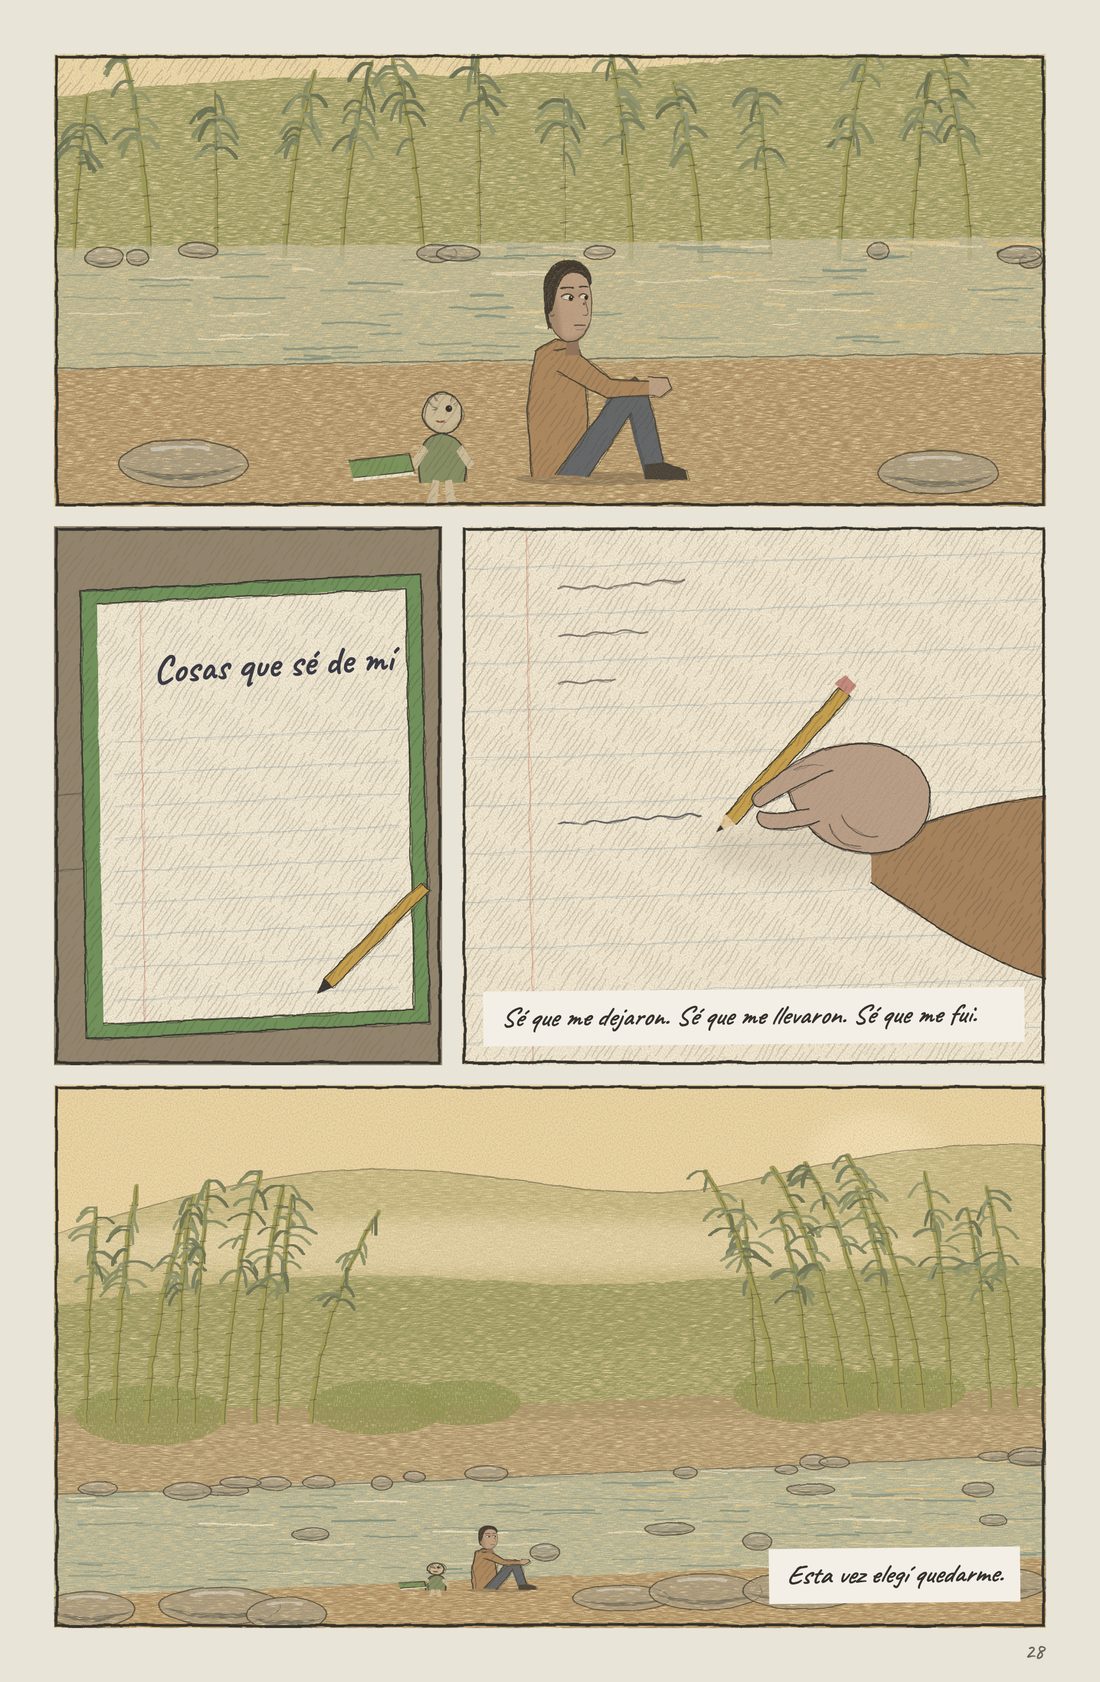 Cosas que sé de mí
Sé que me dejaron. Sé que me llevaron. Sé que me fui.
Esta vez elegí quedarme.
28